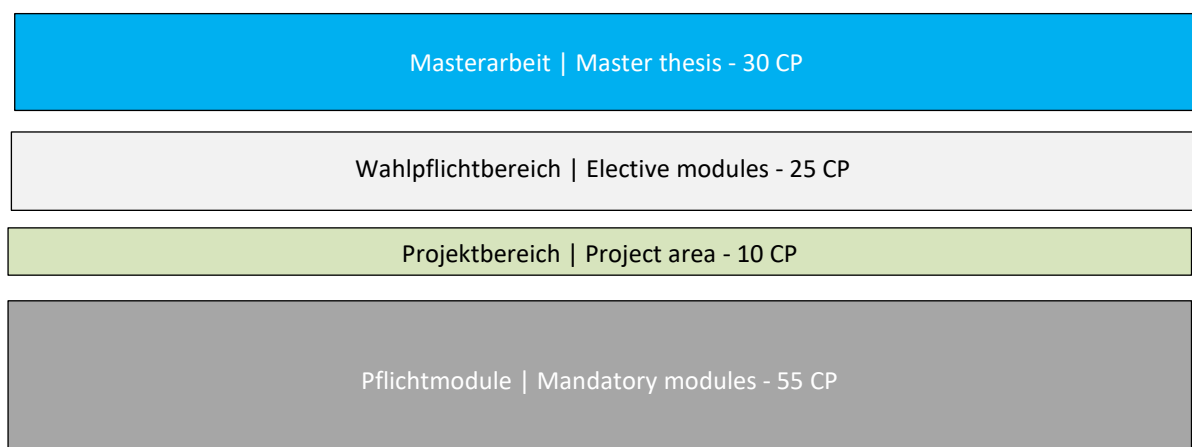 Masterarbeit | Master thesis - 30 CP
Wahlpflichtbereich | Elective modules - 25 CP
Projektbereich | Project area - 10 CP
Pflichtmodule | Mandatory modules - 55 CP